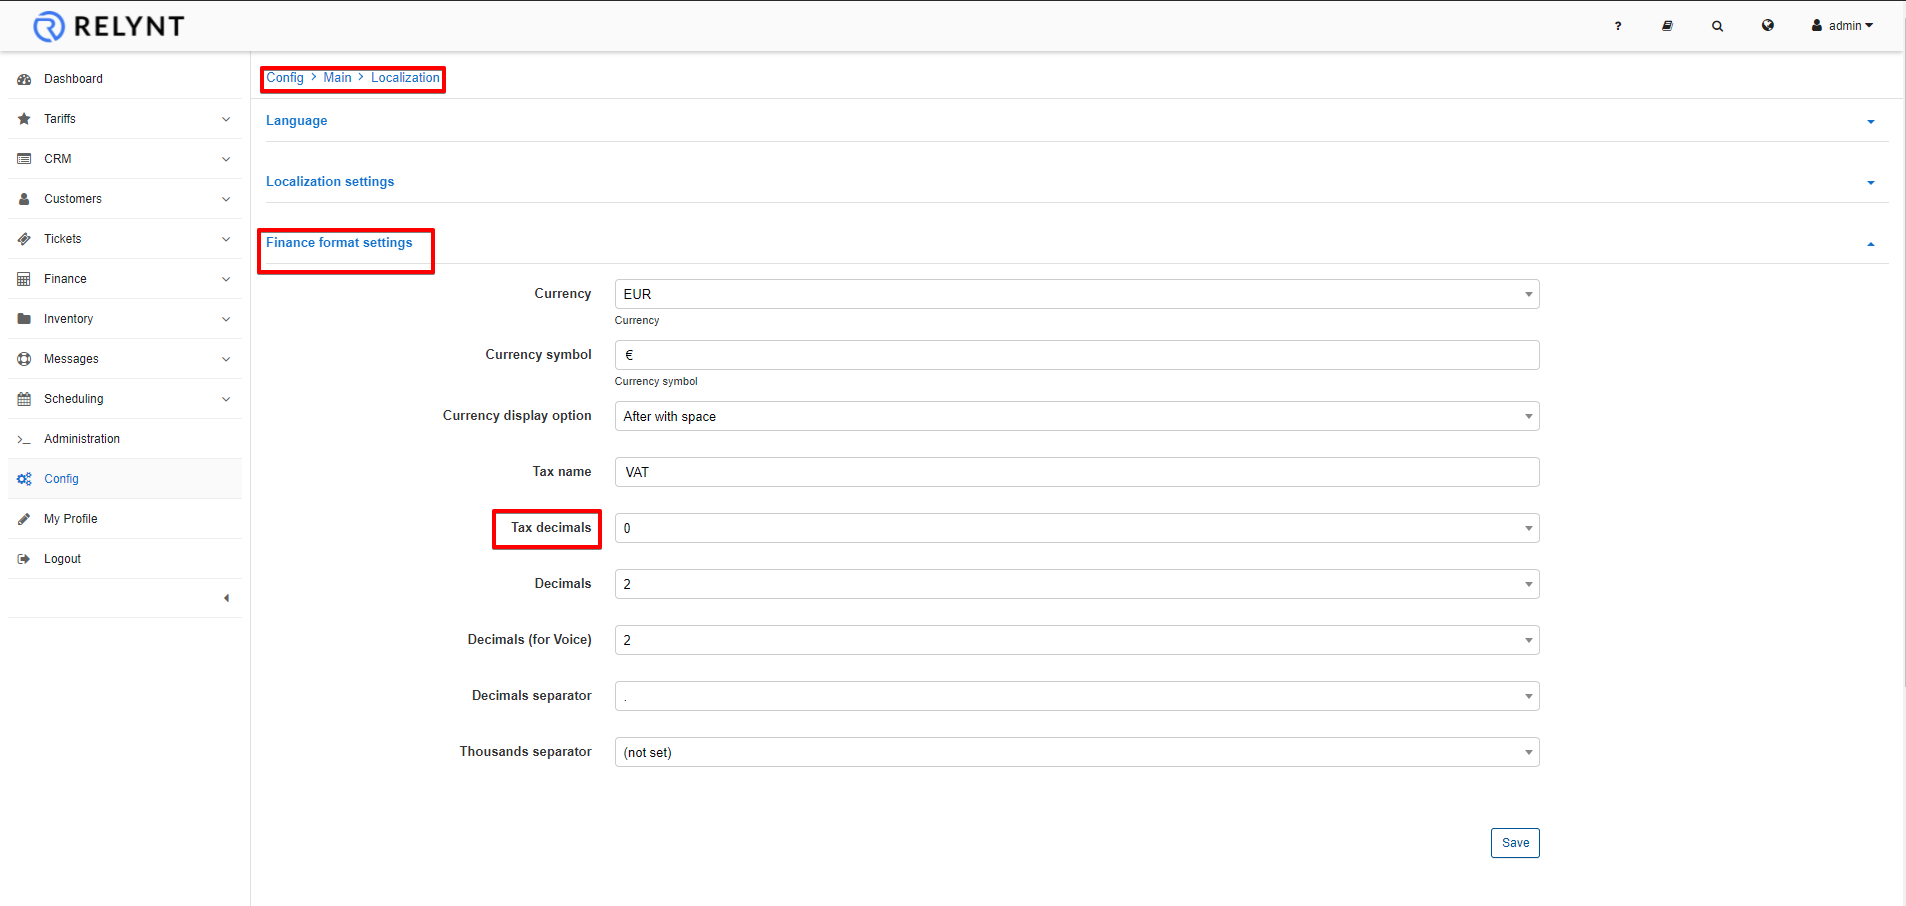 RELYNT
? admin
Dashboard
Tariffs
CRM
Customers
Tickets
Finance
Inventory
Messages
Scheduling
>_ Administration
Config
My Profile
Logout
Config > Main > Localization
Language
Localization settings
Finance format settings
Currency EUR
Currency
Currency symbol €
Currency symbol
Currency display option After with space
Tax name VAT
Tax decimals 0
Decimals 2
Decimals (for Voice) 2
Decimals separator .
Thousands separator (not set)
Save